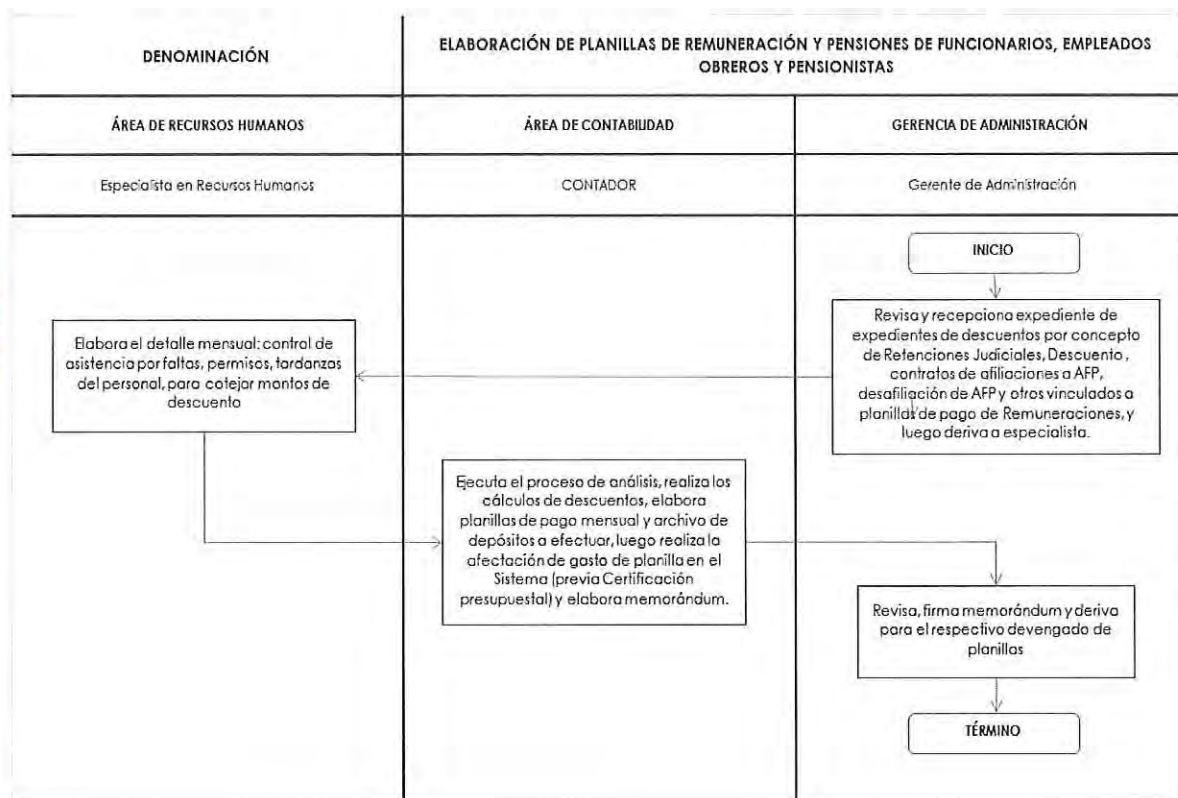 DENOMINACIÓN
ELABORACIÓN DE PLANILLAS DE REMUNERACIÓN Y PENSIONES DE FUNCIONARIOS, EMPLEADOS
OBREROS Y PENSIONISTAS
ÁREA DE RECURSOS HUMANOS
ÁREA DE CONTABILIDAD
GERENCIA DE ADMINISTRACIÓN
Especialista en Recursos Humanos
CONTADOR
Gerente de Administración
INICIO
Revisa y recepciona expediente de
expedientes de descuentos por concepto
de Retenciones Judiciales, Descuento,
contratos de afiliaciones a AFP,
desafiliación de AFP y otros vinculados a
planillas de pago de Remuneraciones, y
luego deriva a especialista.
Elabora el detalle mensual: control de
asistencia por faltas, permisos, tardanzas
del personal, para cotejar montos de
descuento
Ejecuta el proceso de análisis, realiza los
cálculos de descuentos, elabora
planillas de pago mensual y archivo de
depósitos a efectuar, luego realiza la
afectación de gasto de planilla en el
Sistema (previa Certificación
presupuestal) y elabora memorándum.
Revisa, firma memorándum y deriva
para el respectivo devengado de
planillas
TÉRMINO